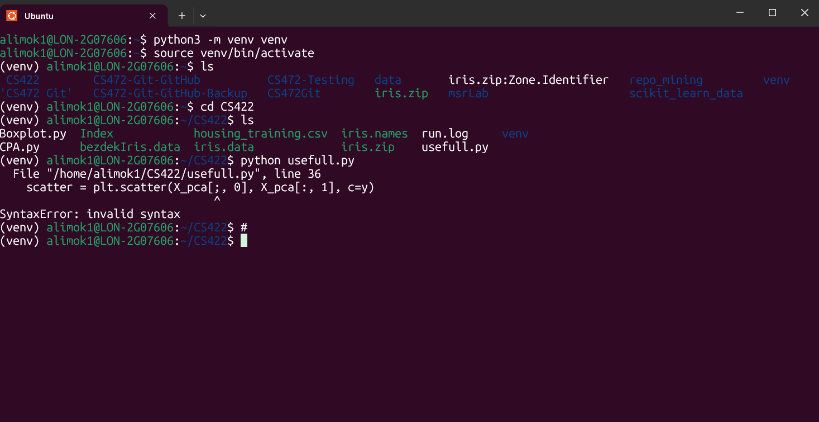 Ubuntu
alimok1@LON-2G07606:~$ python3 -m venv venv
alimok1@LON-2G07606:~$ source venv/bin/activate
(venv) alimok1@LON-2G07606:~$ ls
CS422 CS472-Git-GitHub CS472-Testing data iris.zip:Zone.Identifier repo_mining venv
'CS472 Git' CS472-Git-GitHub-Backup CS472Git iris.zip msrLab scikit_learn_data
(venv) alimok1@LON-2G07606:~$ cd CS422
(venv) alimok1@LON-2G07606:~/CS422$ ls
Boxplot.py Index housing_training.csv iris.names run.log venv
CPA.py bezdekIris.data iris.data iris.zip usefull.py
(venv) alimok1@LON-2G07606:~/CS422$ python usefull.py
File "/home/alimok1/CS422/usefull.py", line 36
scatter = plt.scatter(X_pca[;, 0], X_pca[:, 1], c=y)
^
SyntaxError: invalid syntax
(venv) alimok1@LON-2G07606:~/CS422$ #
(venv) alimok1@LON-2G07606:~/CS422$